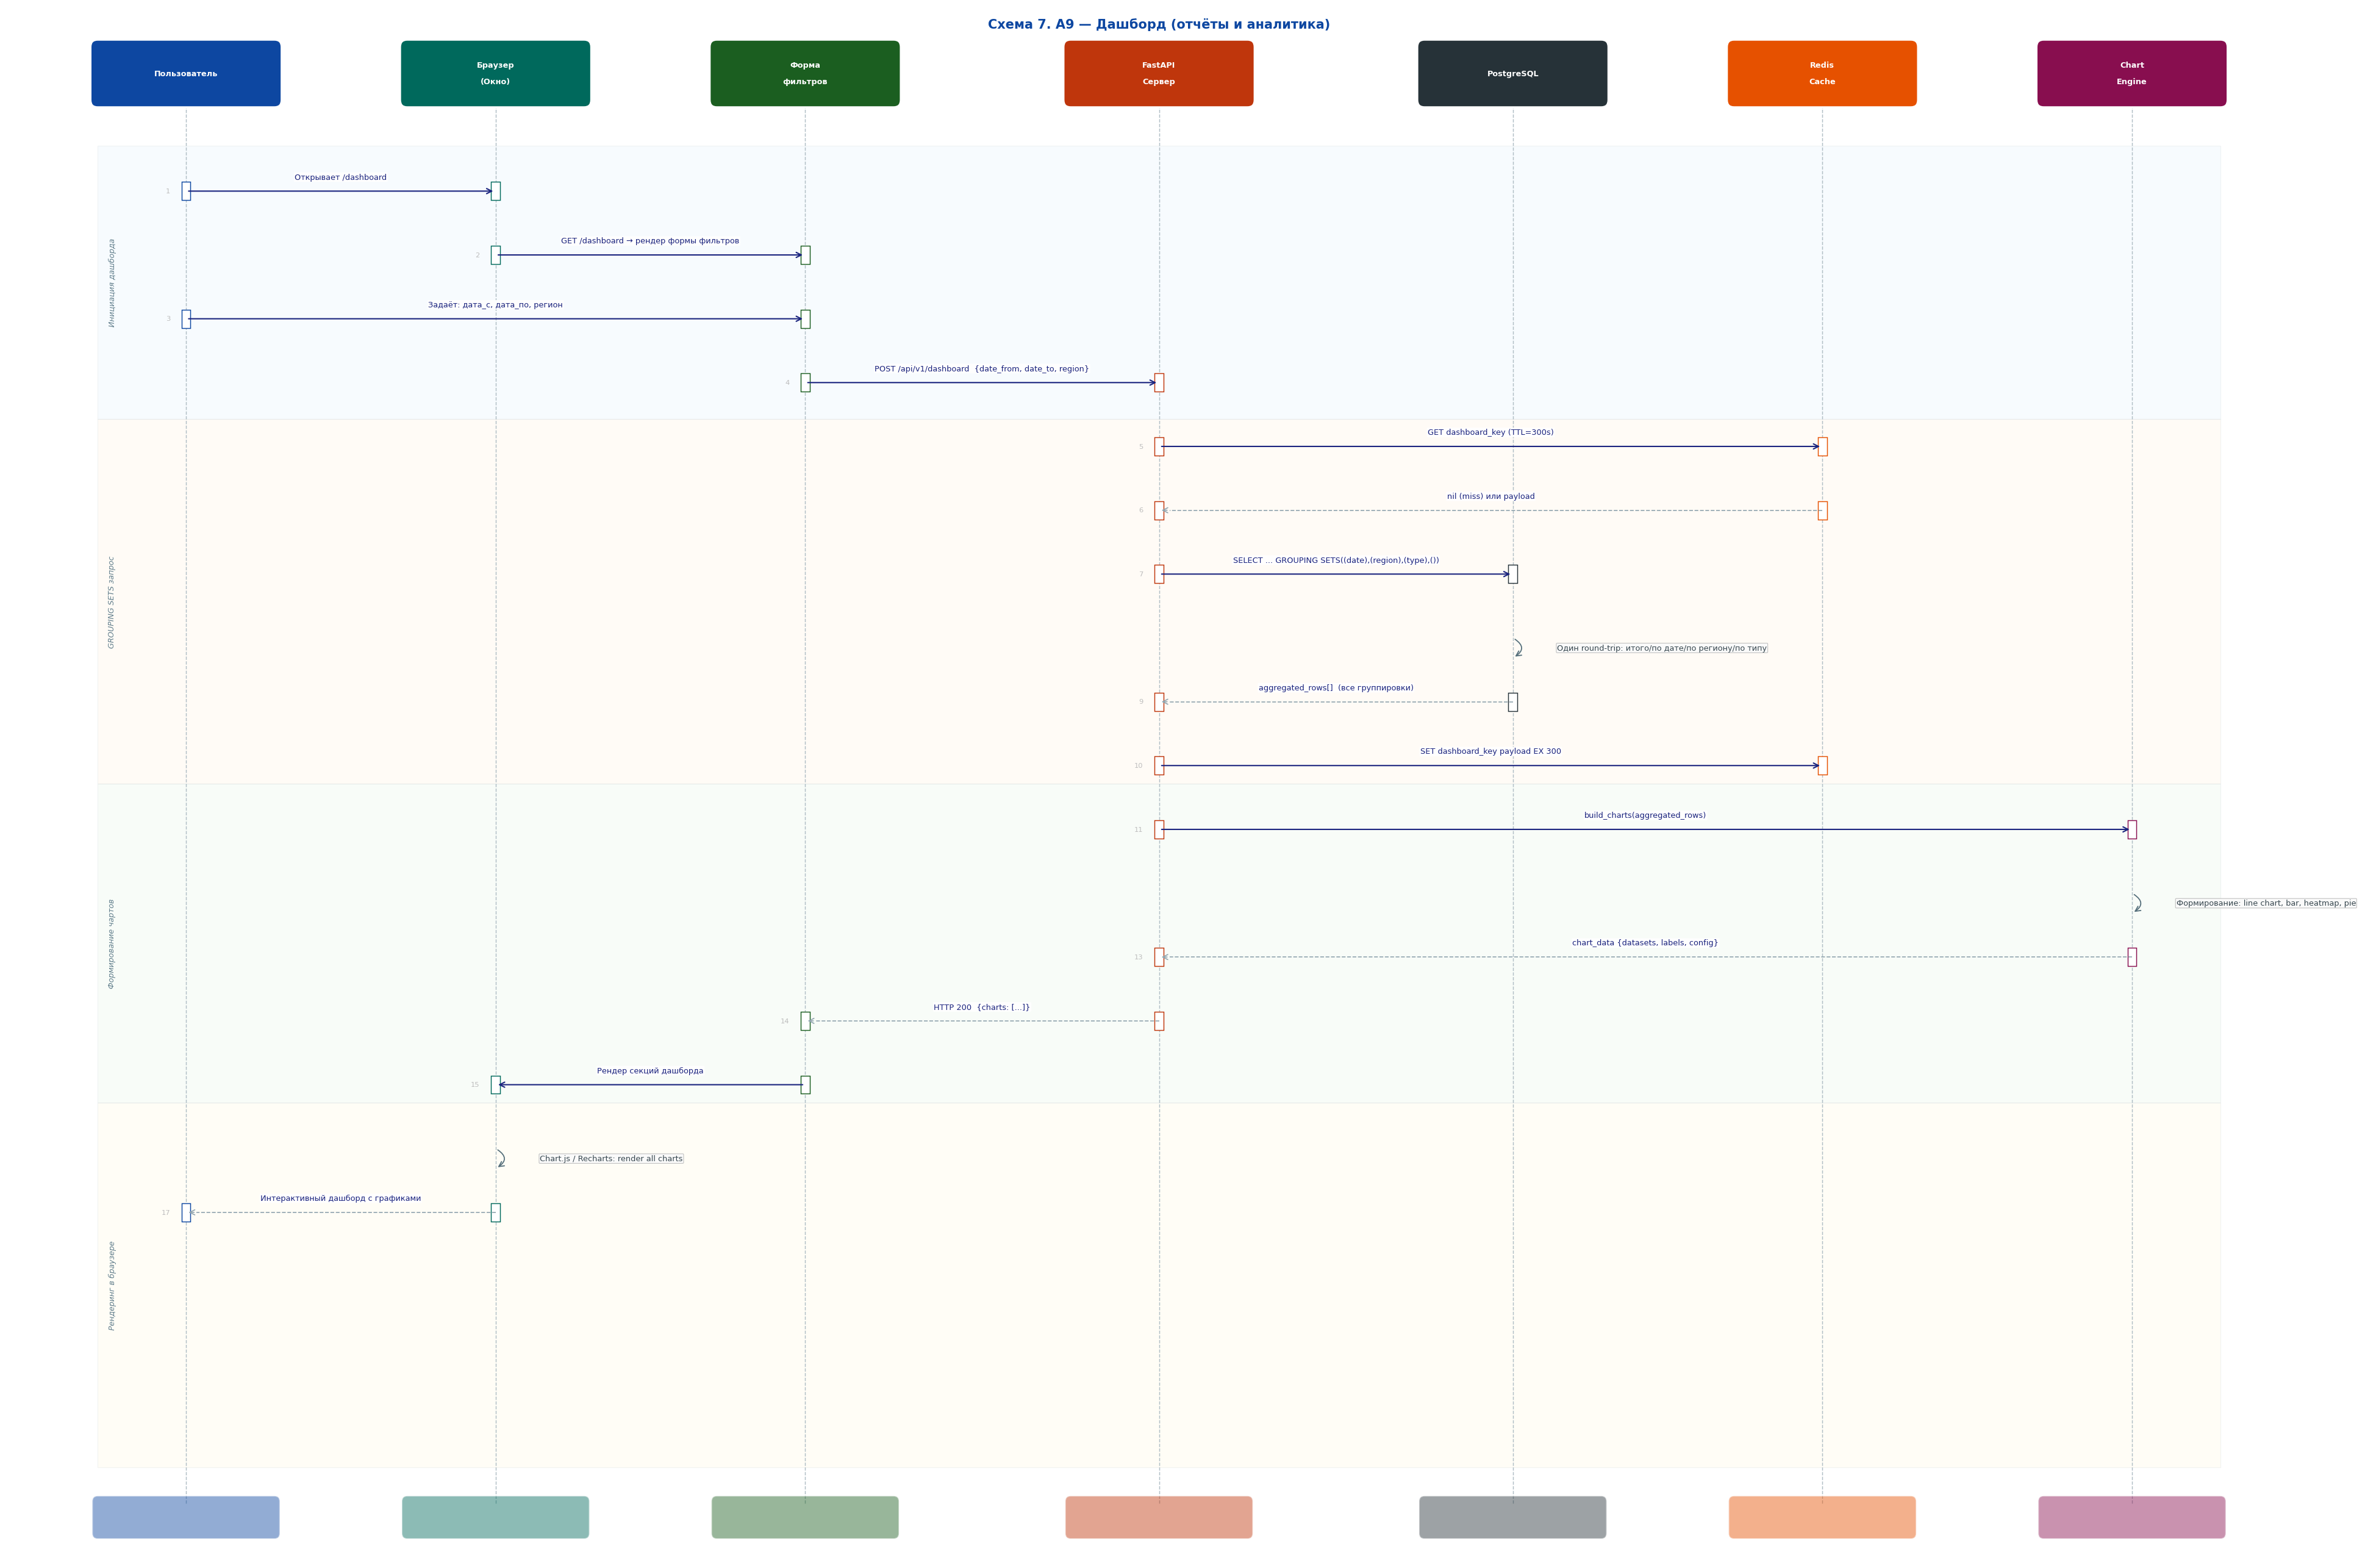 Схема 7. A9 — Дашборд (отчёты и аналитика)
Пользователь
Браузер
(Окно)
Форма
фильтров
FastAPI
Сервер
PostgreSQL
Redis
Cache
Chart
Engine
Инициация дашборда
Открывает /dashboard
1
GET /dashboard → рендер формы фильтров
2
Задаёт: дата_с, дата_по, регион
3
POST /api/v1/dashboard {date_from, date_to, region}
4
GROUPING SETS запрос
GET dashboard_key (TTL=300s)
5
nil (miss) или payload
6
SELECT ... GROUPING SETS((date),(region),(type),())
7
Один round-trip: итого/по дате/по региону/по типу
aggregated_rows[] (все группировки)
9
SET dashboard_key payload EX 300
10
Формирование чартов
build_charts(aggregated_rows)
11
Формирование: line chart, bar, heatmap, pie
chart_data {datasets, labels, config}
13
HTTP 200 {charts: [...]}
14
Рендер секций дашборда
15
Рендеринг в браузере
Chart.js / Recharts: render all charts
Интерактивный дашборд с графиками
17